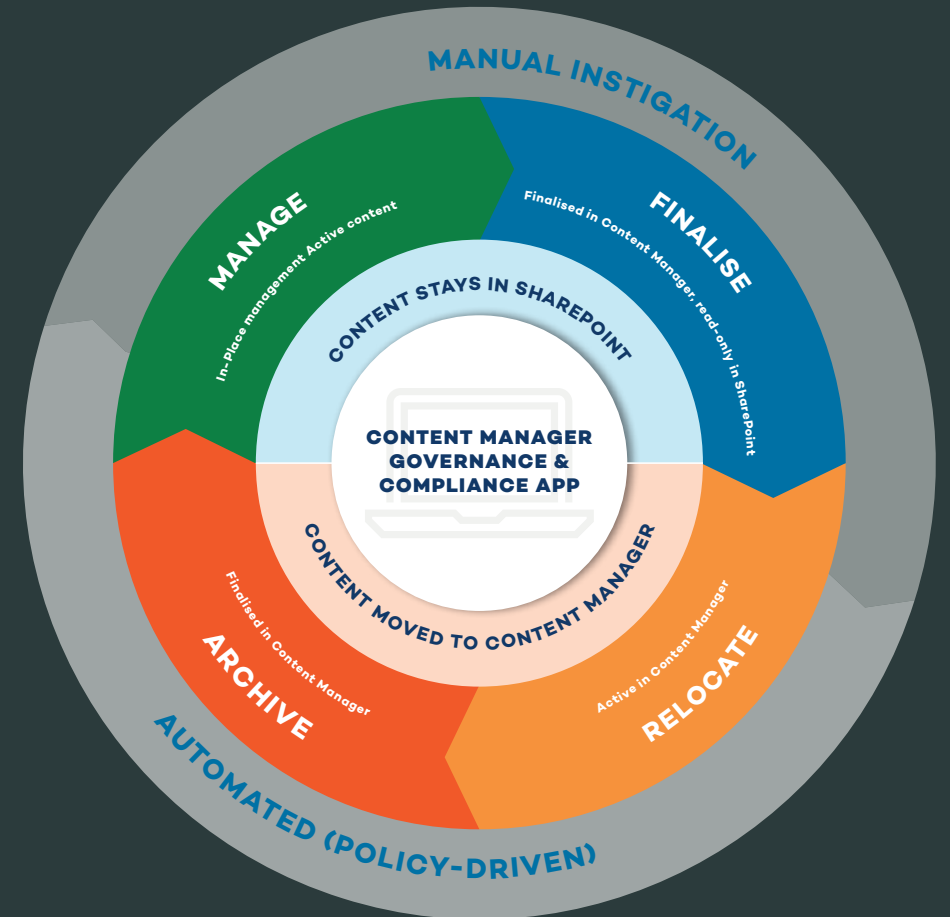 MANUAL INSTIGATION
MANAGE
In-Place management Active content
FINALISE
Finalised in Content Manager, read-only in SharePoint
CONTENT STAYS IN SHAREPOINT
CONTENT MANAGER
GOVERNANCE &
COMPLIANCE APP
CONTENT MOVED TO CONTENT MANAGER
RELOCATE
Active in Content Manager
ARCHIVE
Finalised in Content Manager
AUTOMATED (POLICY-DRIVEN)